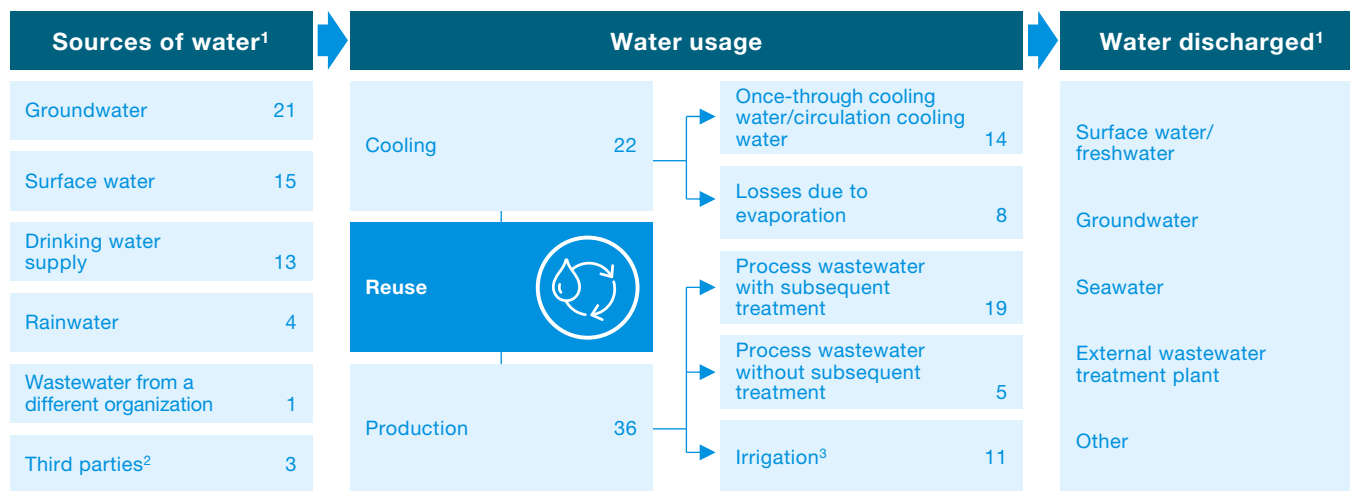 Sources of water¹
Water usage
Water discharged¹
Groundwater 21
Surface water 15
Drinking water
supply 13
Rainwater 4
Wastewater from a
different organization 1
Third parties² 3
Cooling 22
Reuse
Production 36
Once-through cooling
water/circulation cooling
water 14
Losses due to
evaporation 8
Process wastewater
with subsequent
treatment 19
Process wastewater
without subsequent
treatment 5
Irrigation³ 11
Surface water/
freshwater
Groundwater
Seawater
External wastewater
treatment plant
Other